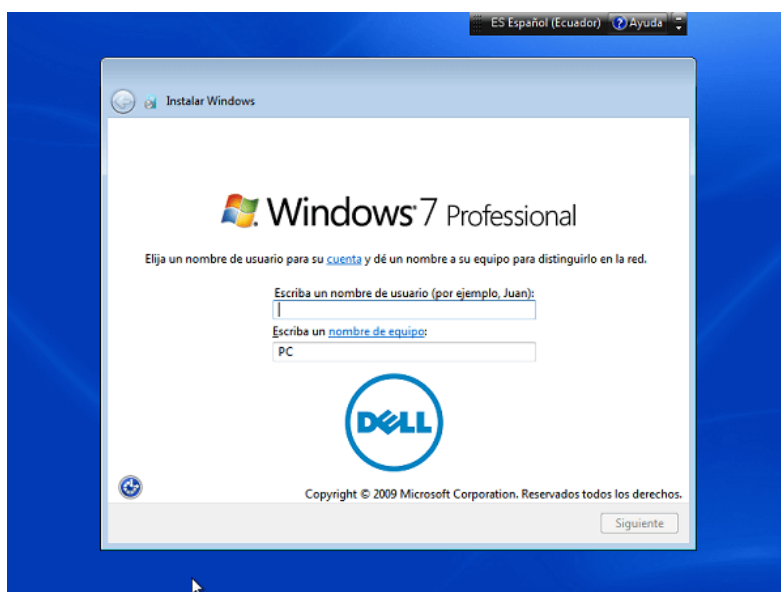 ES Español (Ecuador) Ayuda
Instalar Windows
Windows 7 Professional
Elija un nombre de usuario para su cuenta y dé un nombre a su equipo para distinguirlo en la red.
Escriba un nombre de usuario (por ejemplo, Juan):
Escriba un nombre de equipo:
PC
DELL
Copyright © 2009 Microsoft Corporation. Reservados todos los derechos.
Siguiente